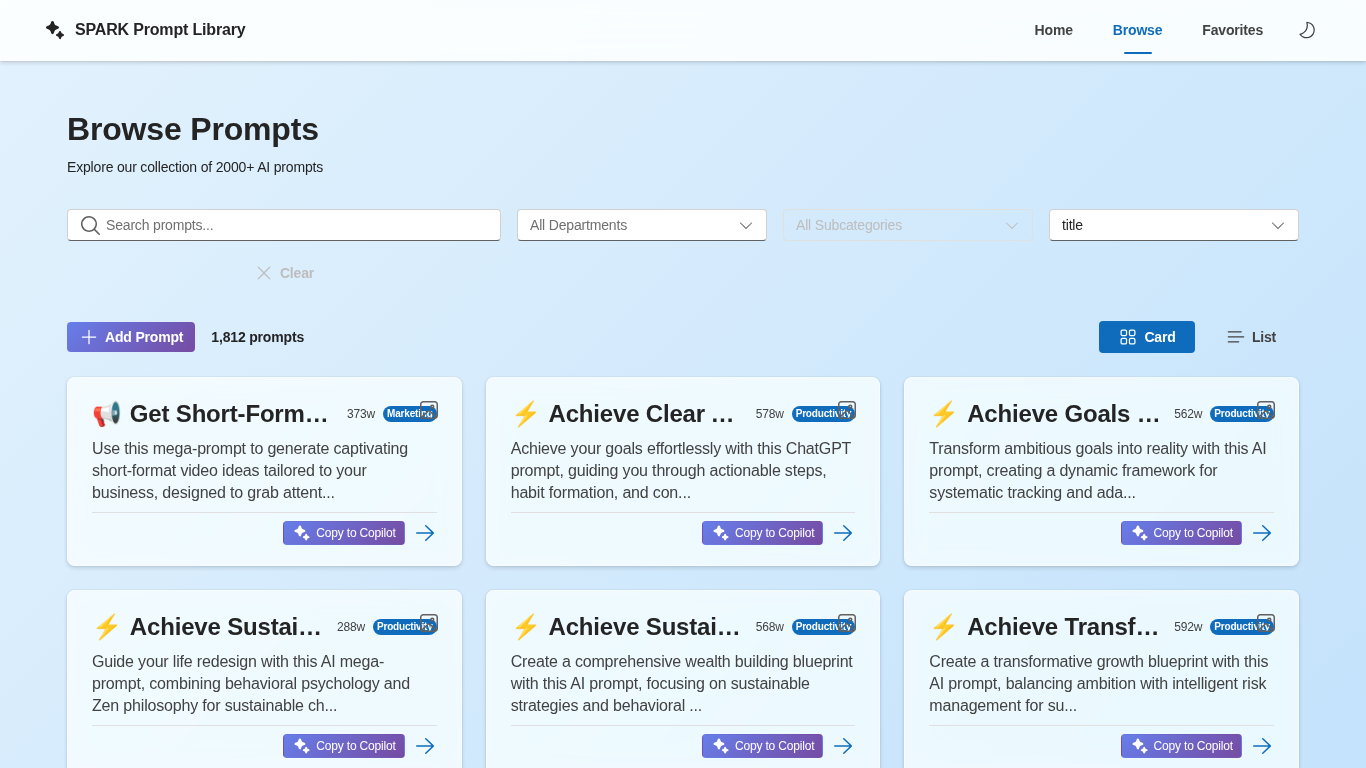 SPARK Prompt Library
Home
Browse
Favorites
Browse Prompts
Explore our collection of 2000+ AI prompts
Search prompts...
All Departments
All Subcategories
title
Clear
Add Prompt
1,812 prompts
Card
List
Get Short-Form…
373w
Marketing
Use this mega-prompt to generate captivating
short-format video ideas tailored to your
business, designed to grab attent...
Copy to Copilot
Achieve Clear …
578w
Productivity
Achieve your goals effortlessly with this ChatGPT
prompt, guiding you through actionable steps,
habit formation, and con...
Copy to Copilot
Achieve Goals …
562w
Productivity
Transform ambitious goals into reality with this AI
prompt, creating a dynamic framework for
systematic tracking and ada...
Copy to Copilot
Achieve Sustai…
288w
Productivity
Guide your life redesign with this AI mega-
prompt, combining behavioral psychology and
Zen philosophy for sustainable ch...
Copy to Copilot
Achieve Sustai…
568w
Productivity
Create a comprehensive wealth building blueprint
with this AI prompt, focusing on sustainable
strategies and behavioral ...
Copy to Copilot
Achieve Transf…
592w
Productivity
Create a transformative growth blueprint with this
AI prompt, balancing ambition with intelligent risk
management for su...
Copy to Copilot